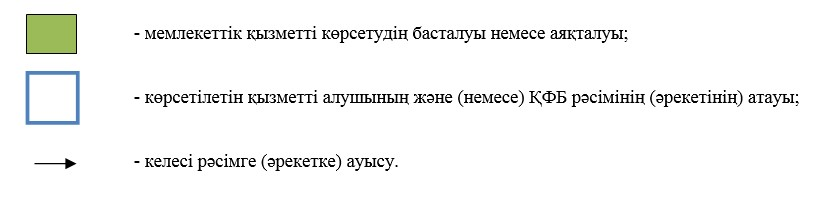 - мемлекеттік қызметті көрсетудің басталуы немесе аяқталуы;
- көрсетілетін қызметті алушының және (немесе) ҚФБ рәсімінің (әрекетінің) атауы;
- келесі рәсімге (әрекетке) ауысу.